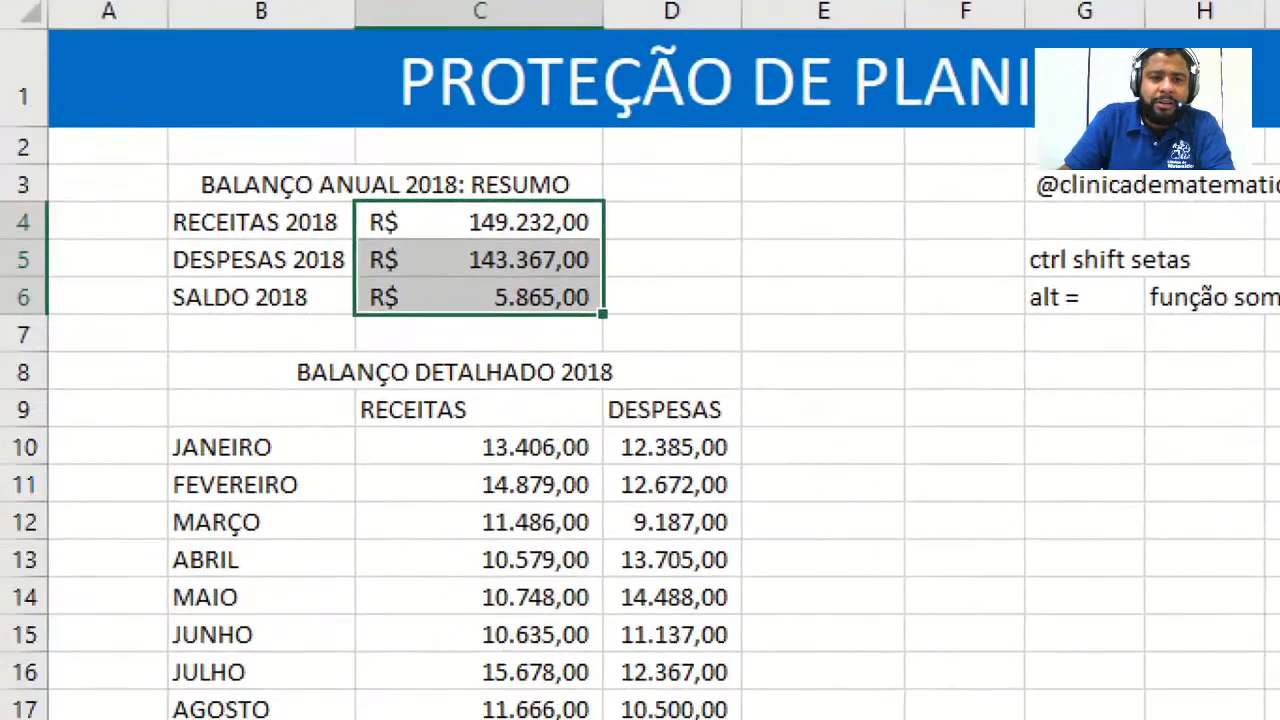 A B C D E F G H
1 PROTEÇÃO DE PLANI
2
3 BALANÇO ANUAL 2018: RESUMO @clinicadematematic
4 RECEITAS 2018 R$ 149.232,00
5 DESPESAS 2018 R$ 143.367,00 ctrl shift setas
6 SALDO 2018 R$ 5.865,00 alt = função som
7
8 BALANÇO DETALHADO 2018
9 RECEITAS DESPESAS
10 JANEIRO 13.406,00 12.385,00
11 FEVEREIRO 14.879,00 12.672,00
12 MARÇO 11.486,00 9.187,00
13 ABRIL 10.579,00 13.705,00
14 MAIO 10.748,00 14.488,00
15 JUNHO 10.635,00 11.137,00
16 JULHO 15.678,00 12.367,00
17 AGOSTO 11.666,00 10.500,00